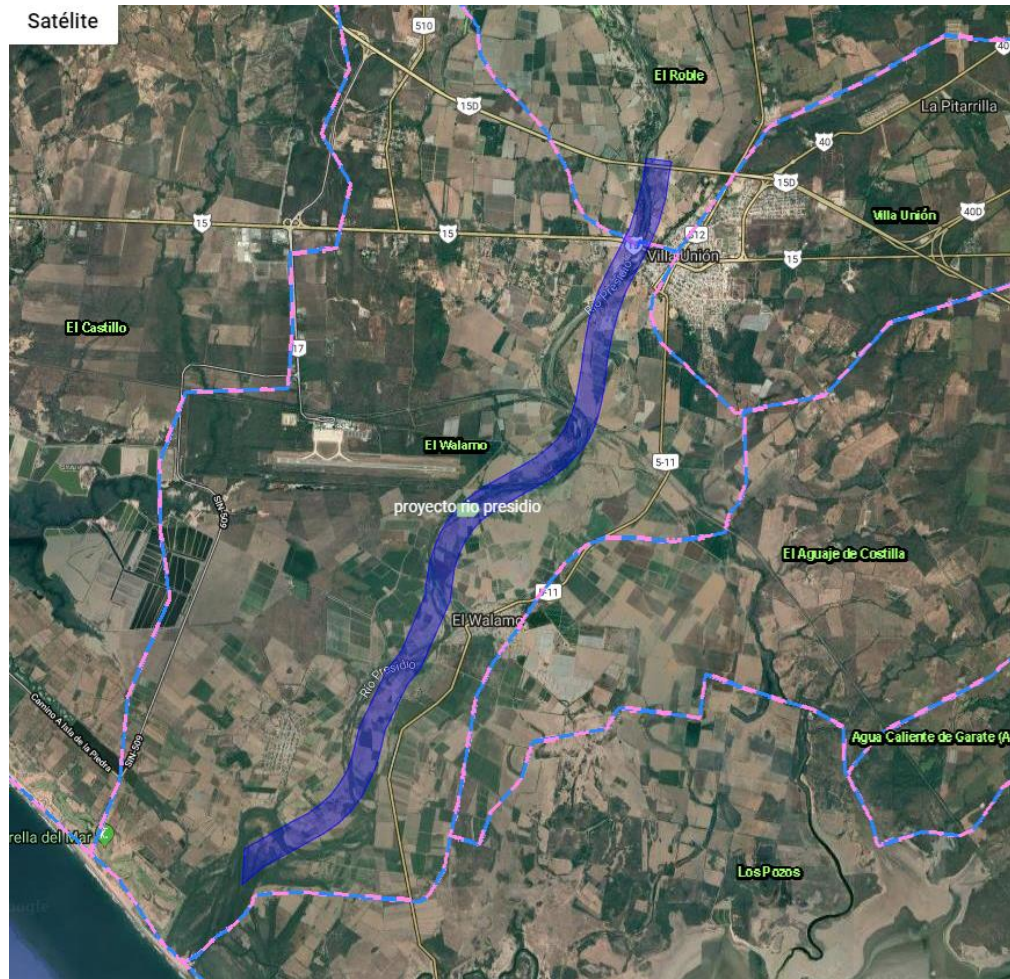 Satélite
510
El Roble
40
15D
La Pitarrilla
40
15D
Villa Unión
40D
15
15
312
Villa Unión
15
Río Presidio
El Castillo
17
El Walamo
5-11
SIN-509
proyecto rio presidio
El Aguaje de Costilla
5-11
El Walamo
Río Presidio
Camino A Isla de la Piedra
SIN-509
Agua Caliente de Garate (A
rella del Mar
Los Pozos